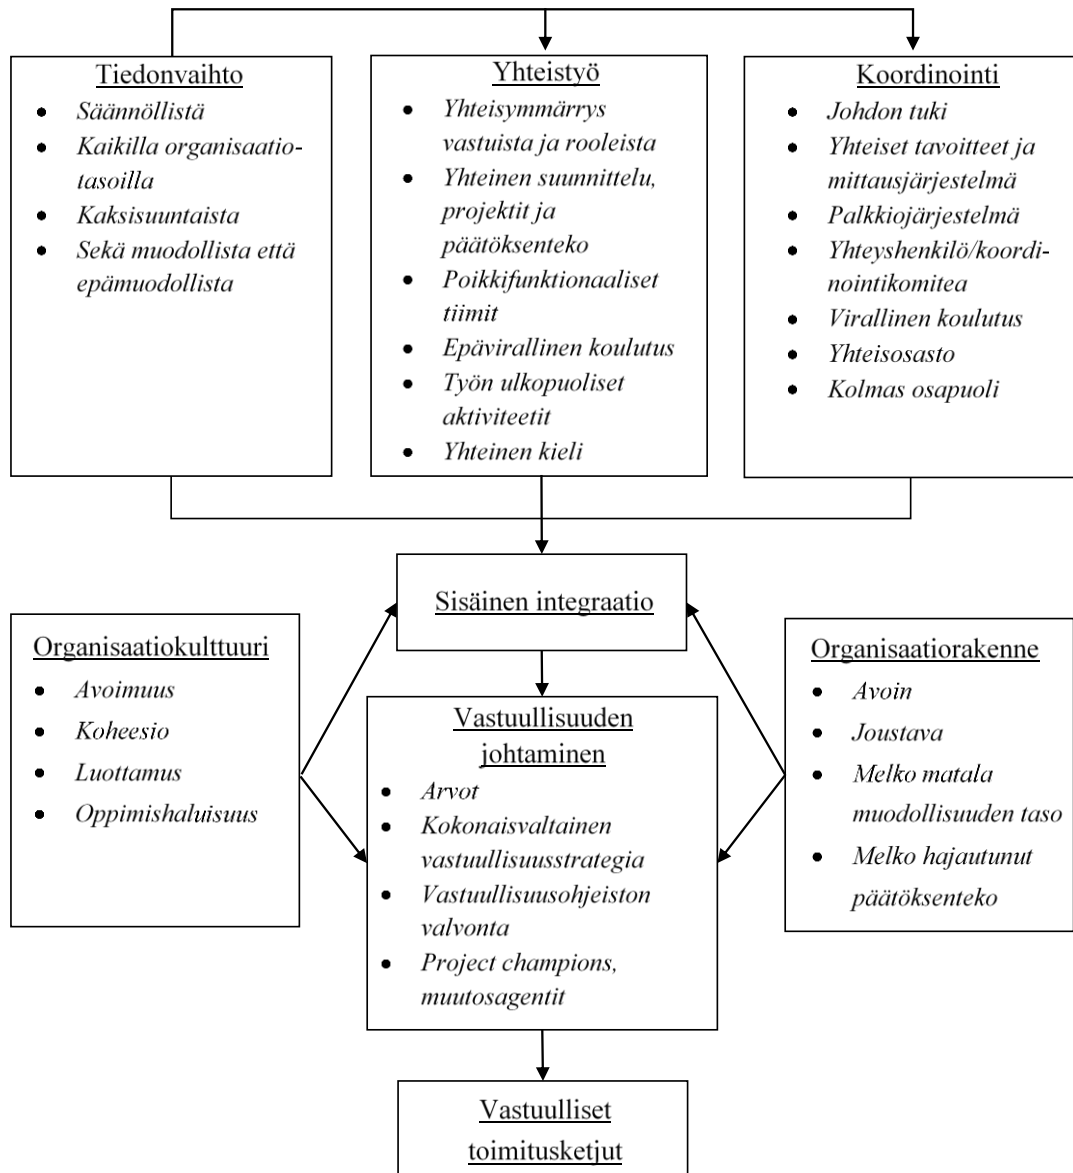 Tiedonvaihto
Säännöllistä
Kaikilla organisaatio-
tasoilla
Kaksisuuntaista
Sekä muodollista että
epämuodollista
Yhteistyö
Yhteisymmärrys
vastuista ja rooleista
Yhteinen suunnittelu,
projektit ja
päätöksenteko
Poikkifunktionaaliset
tiimit
Epävirallinen koulutus
Työn ulkopuoliset
aktiviteetit
Yhteinen kieli
Koordinointi
Johdon tuki
Yhteiset tavoitteet ja
mittausjärjestelmä
Palkkiojärjestelmä
Yhteyshenkilö/koordi-
nointikomitea
Virallinen koulutus
Yhteisosasto
Kolmas osapuoli
Sisäinen integraatio
Organisaatiokulttuuri
Avoimuus
Koheesio
Luottamus
Oppimishaluisuus
Vastuullisuuden
johtaminen
Arvot
Kokonaisvaltainen
vastuullisuusstrategia
Vastuullisuusohjeiston
valvonta
Project champions,
muutosagentit
Organisaatiorakenne
Avoin
Joustava
Melko matala
muodollisuuden taso
Melko hajautunut
päätöksenteko
Vastuulliset
toimitusketjut